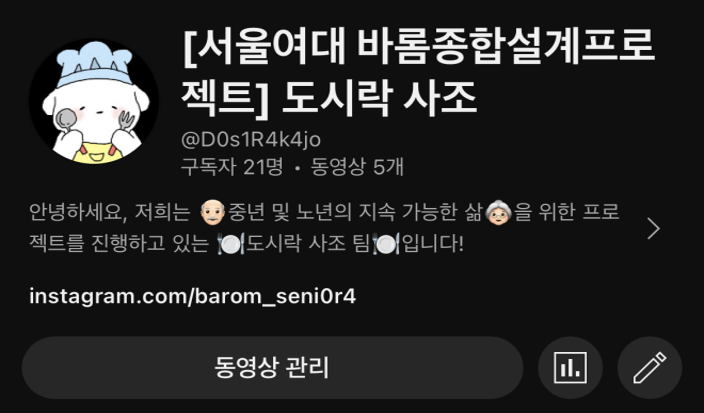 [서울여대 바롬종합설계프로
젝트] 도시락 사조
@D0s1R4k4jo
구독자 21명 • 동영상 5개
안녕하세요, 저희는 👴🏻중년 및 노년의 지속 가능한 삶👵🏻을 위한 프로
젝트를 진행하고 있는 🍽️도시락 사조 팀🍽️입니다!
instagram.com/barom_seni0r4
동영상 관리